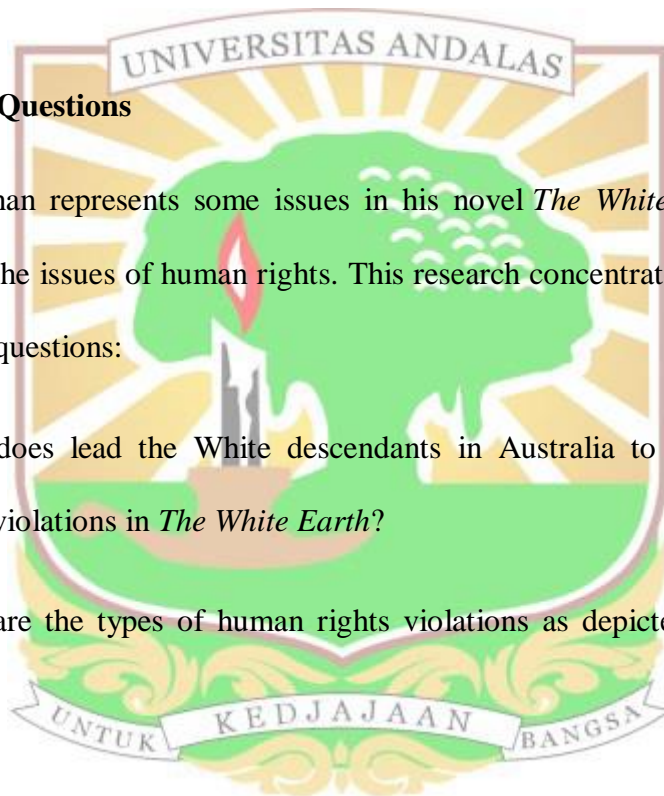 UNIVERSITAS ANDALAS
Questions
man represents some issues in his novel The White
he issues of human rights. This research concentrat
questions:
does lead the White descendants in Australia to
violations in The White Earth?
are the types of human rights violations as depicte
UNTUK KEDJAJAAN BANGSA